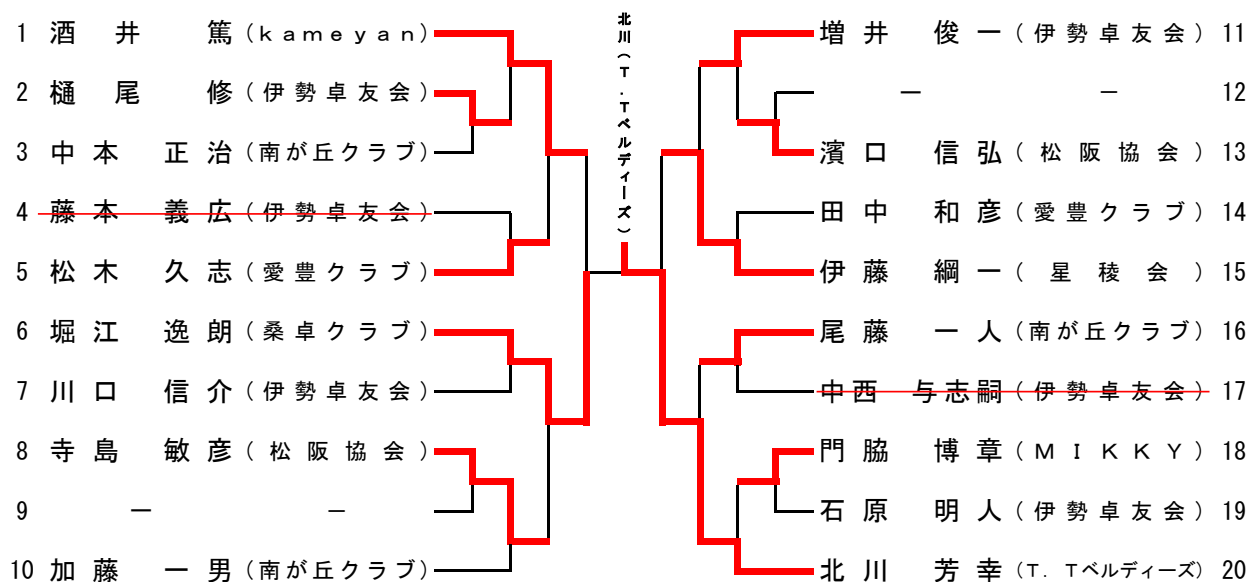 1 酒井 篤 (kameyan)
2 樋尾 修 (伊勢卓友会)
3 中本 正治 (南が丘クラブ)
4 藤本 義広 (伊勢卓友会)
5 松木 久志 (愛豊クラブ)
6 堀江 逸朗 (桑卓クラブ)
7 川口 信介 (伊勢卓友会)
8 寺島 敏彦 (松阪協会)
9 － －
10 加藤 一男 (南が丘クラブ)
北川(T.Tベルディーズ)
増井 俊一 (伊勢卓友会) 11
－ － 12
濱口 信弘 (松阪協会) 13
田中 和彦 (愛豊クラブ) 14
伊藤 綱一 (星稜会) 15
尾藤 一人 (南が丘クラブ) 16
中西 与志嗣 (伊勢卓友会) 17
門脇 博章 (MIKKY) 18
石原 明人 (伊勢卓友会) 19
北川 芳幸 (T.Tベルディーズ) 20